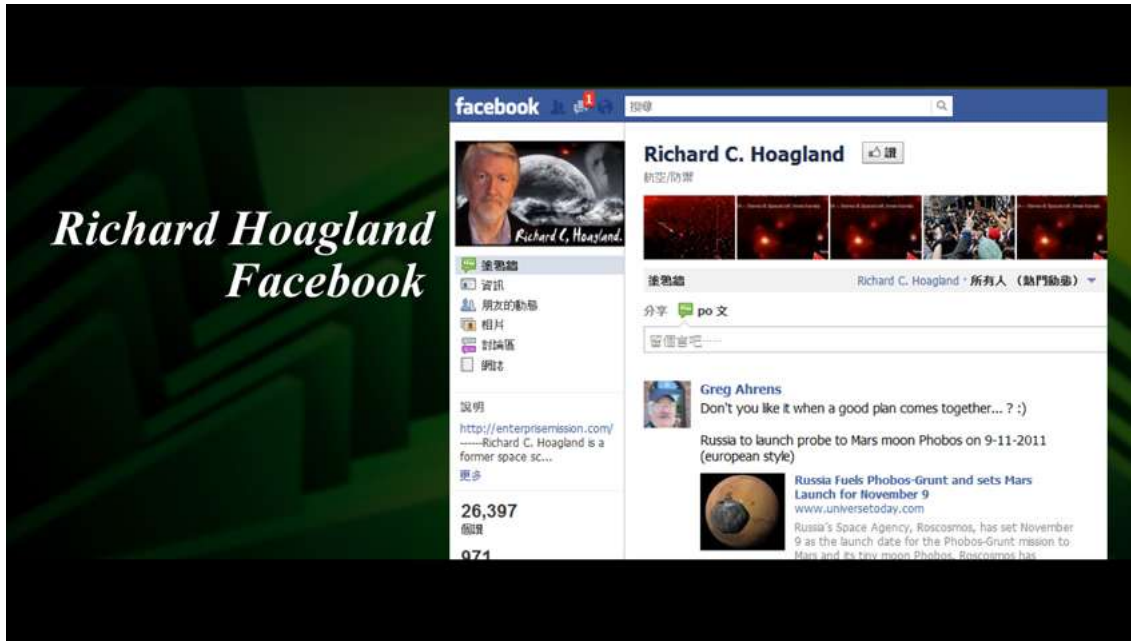 Richard Hoagland
Facebook
facebook
1
搜尋
Richard C, Hoagland.
塗鴉牆
資訊
朋友的動態
相片
討論區
網誌
說明
http://enterprisemission.com/
------Richard C. Hoagland is a
former space sc...
更多
26,397
個讚
971
Richard C. Hoagland
讚
航空/防禦
塗鴉牆
Richard C. Hoagland · 所有人 (熱門動態)
分享 po 文
留個言吧……
Greg Ahrens
Don't you like it when a good plan comes together... ? :)
Russia to launch probe to Mars moon Phobos on 9-11-2011
(european style)
Russia Fuels Phobos-Grunt and sets Mars
Launch for November 9
www.universetoday.com
Russia's Space Agency, Roscosmos, has set November
9 as the launch date for the Phobos-Grunt mission to
Mars and its tiny moon Phobos. Roscosmos has